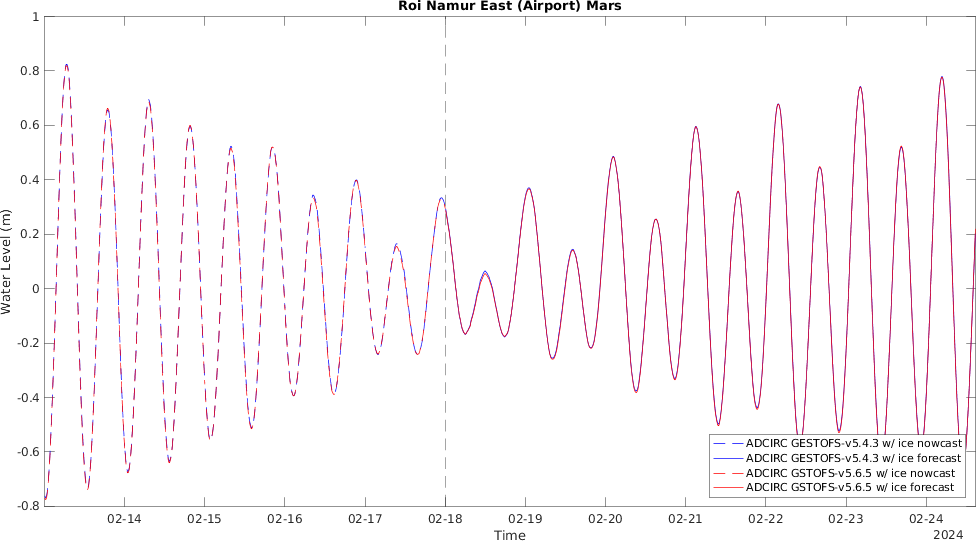 Roi Namur East (Airport) Mars
1
0.8
0.6
0.4
0.2
0
-0.2
-0.4
-0.6
-0.8
Water Level (m)
ADCIRC GESTOFS-v5.4.3 w/ ice nowcast
ADCIRC GESTOFS-v5.4.3 w/ ice forecast
ADCIRC GSTOFS-v5.6.5 w/ ice nowcast
ADCIRC GSTOFS-v5.6.5 w/ ice forecast
02-14 02-15 02-16 02-17 02-18 02-19 02-20 02-21 02-22 02-23 02-24
Time
2024